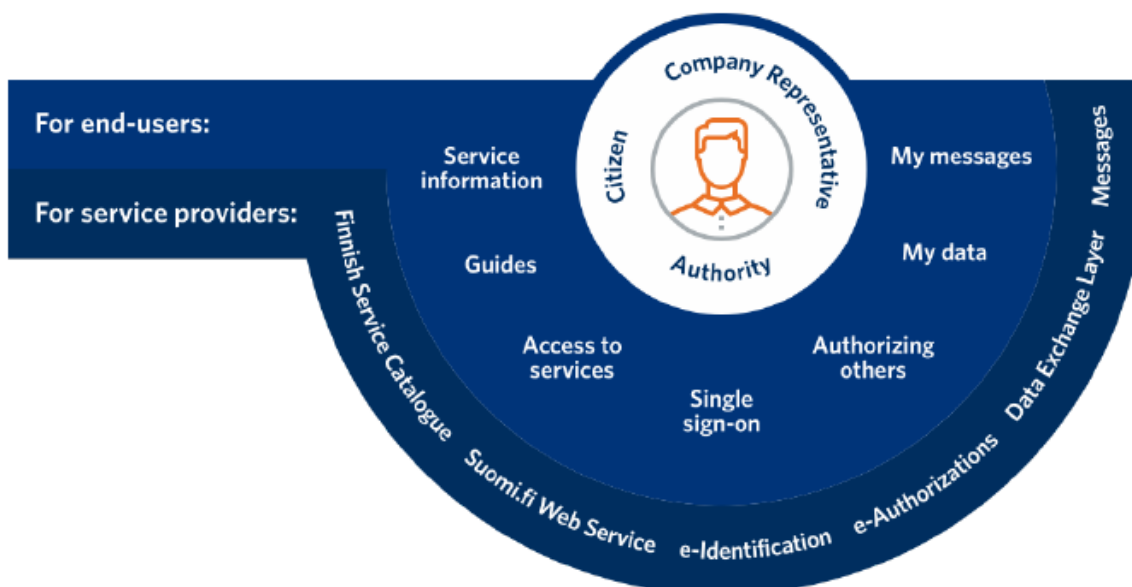 For end-users:
For service providers:
Company Representative
Citizen
Authority
Service
information
Guides
Access to
services
Single
sign-on
Authorizing
others
My data
My messages
Finnish Service Catalogue
Suomi.fi Web Service
e-Identification
e-Authorizations
Data Exchange Layer
Messages